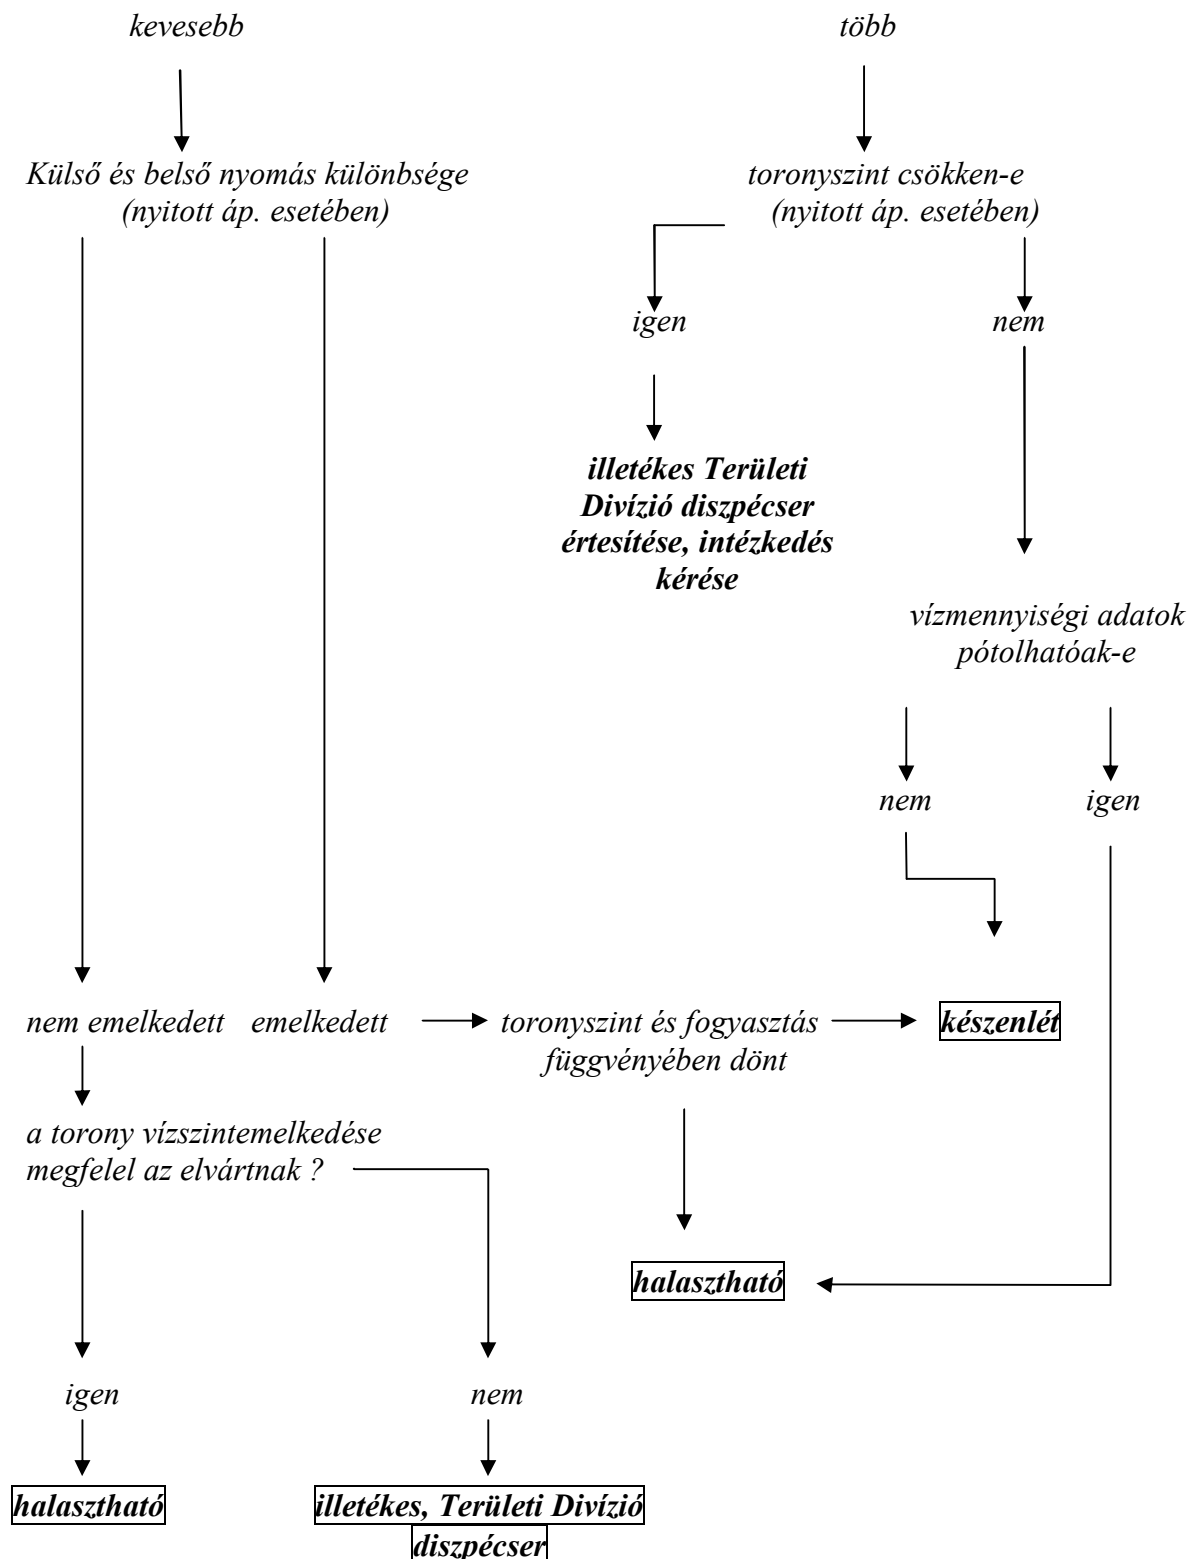 kevesebb
több
Külső és belső nyomás különbsége
(nyitott áp. esetében)
toronyszint csökken-e
(nyitott áp. esetében)
igen
nem
illetékes Területi
Divízió diszpécser
értesítése, intézkedés
kérése
vízmennyiségi adatok
pótolhatóak-e
nem
igen
nem emelkedett
emelkedett
toronyszint és fogyasztás
függvényében dönt
készenlét
a torony vízszintemelkedése
megfelel az elvártnak ?
halasztható
igen
nem
halasztható
illetékes, Területi Divízió
diszpécser